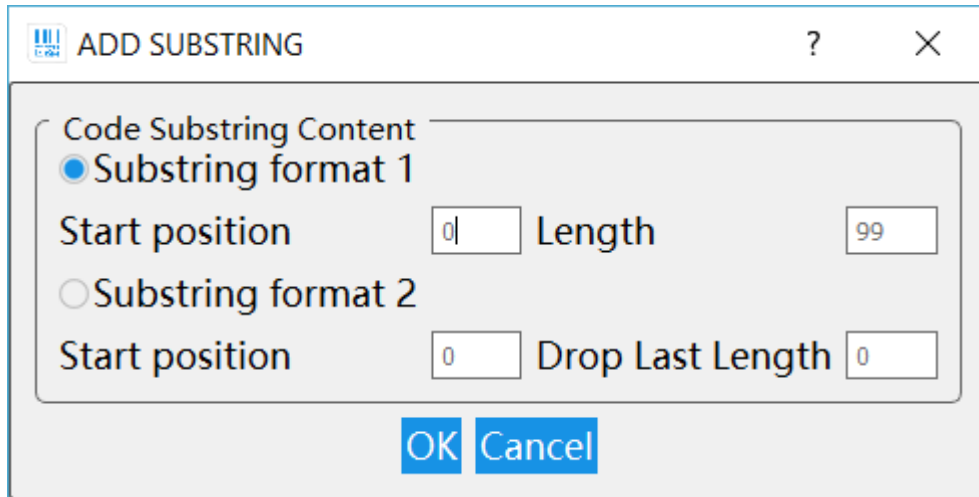 ADD SUBSTRING ?
Code Substring Content
Substring format 1
Start position 0 Length 99
Substring format 2
Start position 0 Drop Last Length 0
OK Cancel